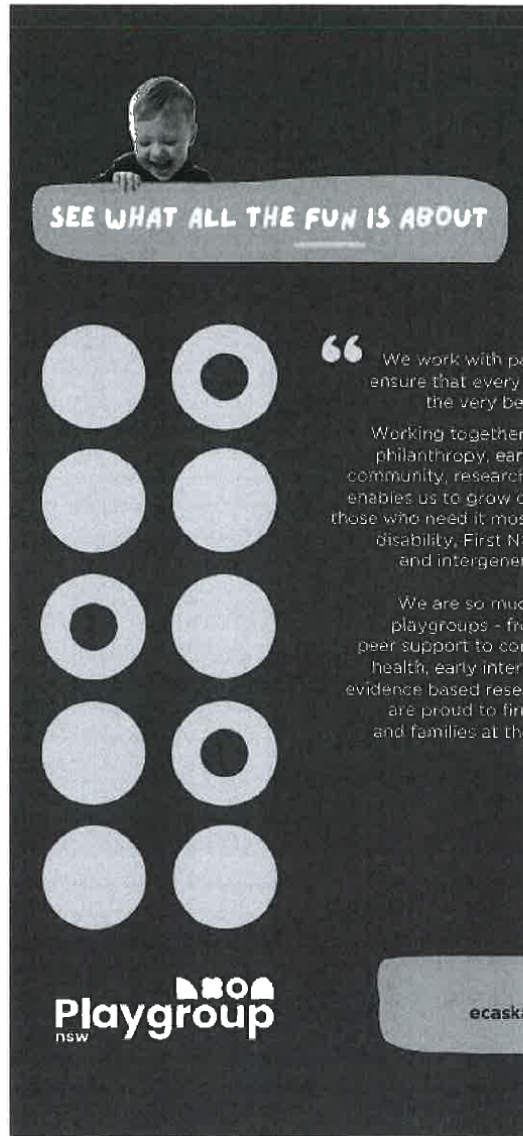 SEE WHAT ALL THE FUN IS ABOUT
“ We work with pa
ensure that every
the very be
Working together
philanthropy, ear
community, research
enables us to grow
those who need it mos
disability, First N
and intergener
We are so muc
playgroups - fr
peer support to co
health, early inter
evidence based rese
are proud to fir
and families at th
Playgroup
nsw
ecaska